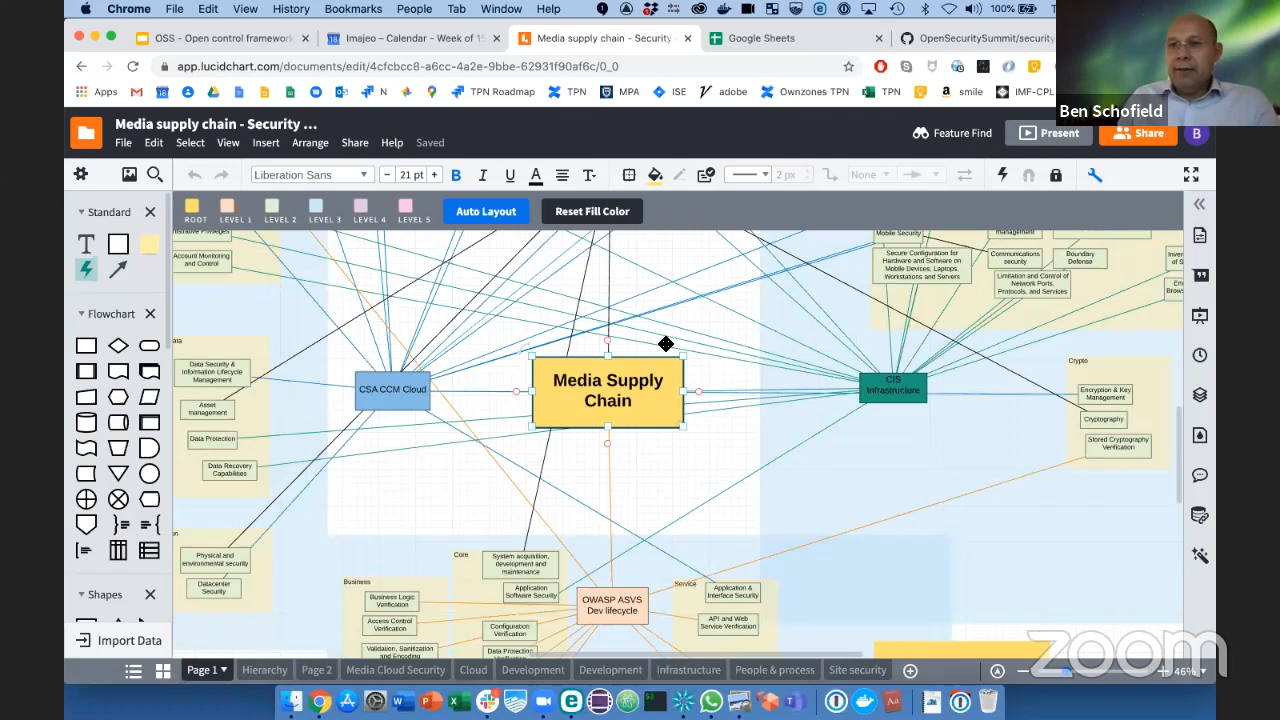 Chrome File Edit View History Bookmarks People Tab Window Help 100%
OSS - Open control framework
Imajeo – Calendar - Week of 15
Media supply chain - Security
Google Sheets
OpenSecuritySummit/security
app.lucidchart.com/documents/edit/4cfcbcc8-a6cc-4a2e-9bbe-62931f90af6c/0_0
Apps N TPN Roadmap TPN MPA ISE adobe Ownzones TPN TPN smile IMF-CPL
Ben Schofield
Media supply chain - Security ...
File Edit Select View Insert Arrange Share Help Saved
Feature Find
Present
Share
B
Liberation Sans
21 pt
B I U A T
2 px
None
ROOT LEVEL 1 LEVEL 2 LEVEL 3 LEVEL 4 LEVEL 5
Auto Layout
Reset Fill Color
Standard
T
Flowchart
Shapes
Import Data
Account Monitoring
and Control
Mobile Security
management
Secure Configuration for
Hardware and Software on
Mobile Devices, Laptops,
Workstations and Servers
Communications
security
Boundary
Defense
Limitation and Control of
Network Ports,
Protocols, and Services
Data Security &
Information Lifecycle
Management
Asset
management
Data Protection
Data Recovery
Capabilities
CSA CCM Cloud
Media Supply
Chain
CIS
Infrastructure
Crypto
Encryption & Key
Management
Cryptography
Stored Cryptography
Verification
Physical and
environmental security
Datacenter
Security
Core
System acquisition,
development and
maintenance
Application
Software Security
Configuration
Verification
Data Protection
Business
Business Logic
Verification
Access Control
Verification
Validation, Sanitization
and Encoding
OWASP ASVS
Dev lifecycle
Service
Application &
Interface Security
API and Web
Service Verification
Page 1 Hierarchy Page 2 Media Cloud Security Cloud Development Development Infrastructure People & process Site security
46%
zoom